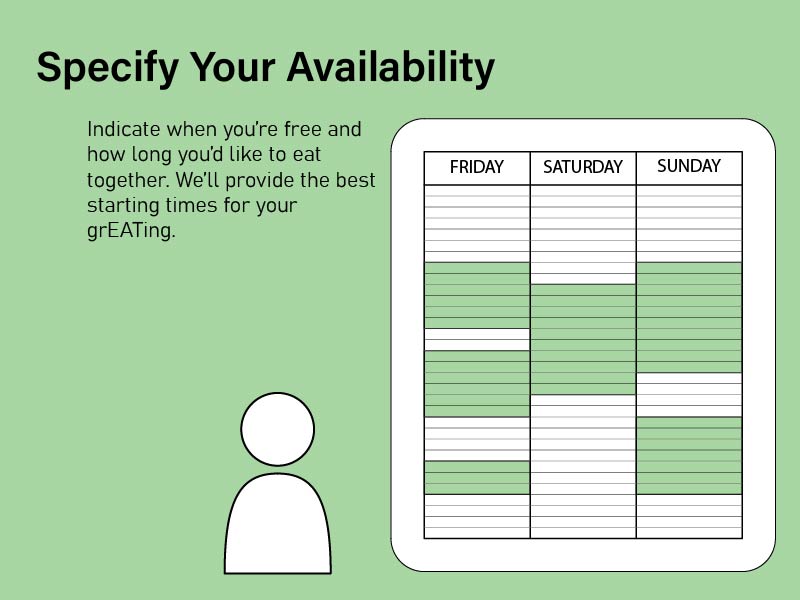 Specify Your Availability
Indicate when you're free and
how long you'd like to eat
together. We'll provide the best
starting times for your
grEATing.
FRIDAY SATURDAY SUNDAY